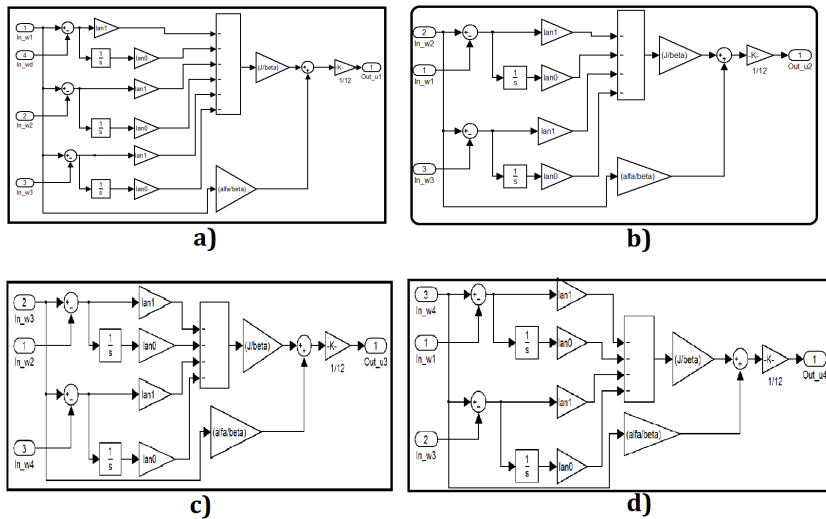 1
In_w1
4
In_wd
2
In_w2
3
In_w3
+
-
+
-
+
-
1
s
1
s
1
s
lan1
lan0
lan1
lan0
lan1
lan0
-
-
-
-
-
-
(J/beta)
(alfa/beta)
+
+
-K-
1/12
1
Out_u1
a)
2
In_w2
1
In_w1
3
In_w3
+
-
+
-
1
s
1
s
lan1
lan0
lan1
lan0
-
-
-
-
(J/beta)
(alfa/beta)
+
+
-K-
1/12
1
Out_u2
b)
2
In_w3
1
In_w2
3
In_w4
+
-
+
-
1
s
1
s
lan1
lan0
lan1
lan0
-
-
-
-
(J/beta)
(alfa/beta)
+
+
-K-
1/12
1
Out_u3
c)
3
In_w4
1
In_w1
2
In_w3
+
-
+
-
1
s
1
s
lan1
lan0
lan1
lan0
-
-
-
-
(J/beta)
(alfa/beta)
+
+
-K-
1/12
1
Out_u4
d)